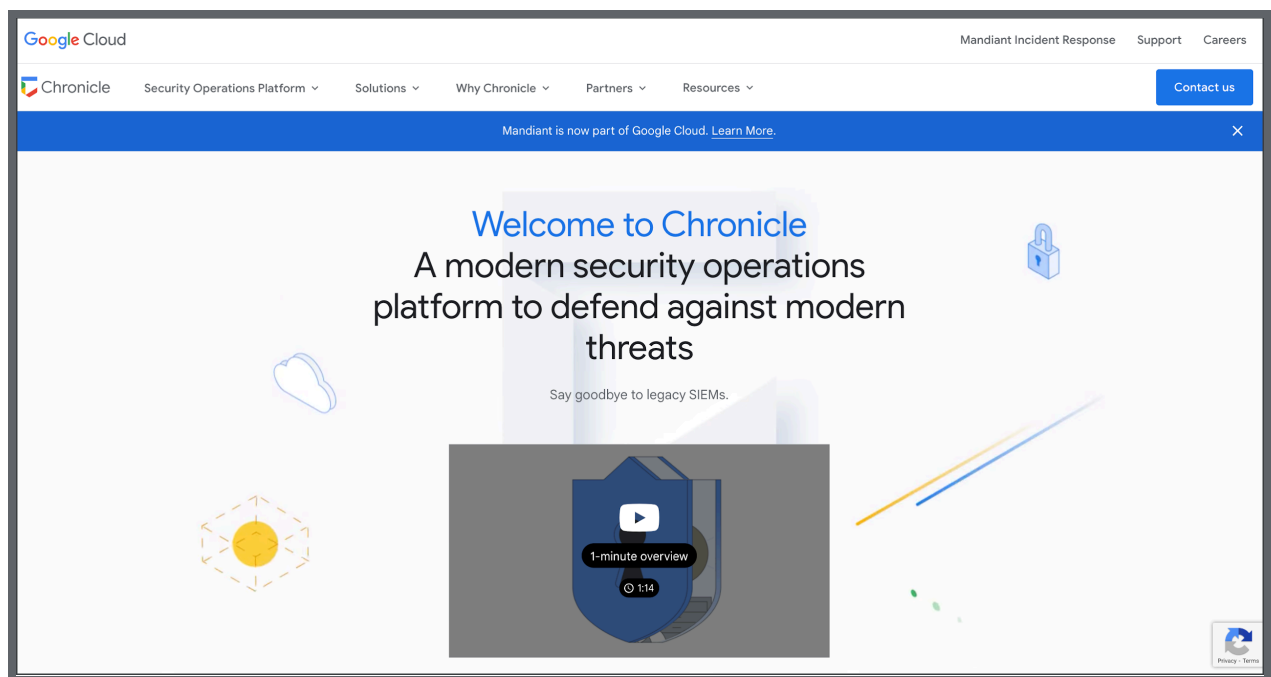 Google Cloud
Mandiant Incident Response Support Careers
Chronicle Security Operations Platform Solutions Why Chronicle Partners Resources Contact us
Mandiant is now part of Google Cloud. Learn More.
Welcome to Chronicle
A modern security operations
platform to defend against modern
threats
Say goodbye to legacy SIEMs.
1-minute overview
1:14
Privacy - Terms